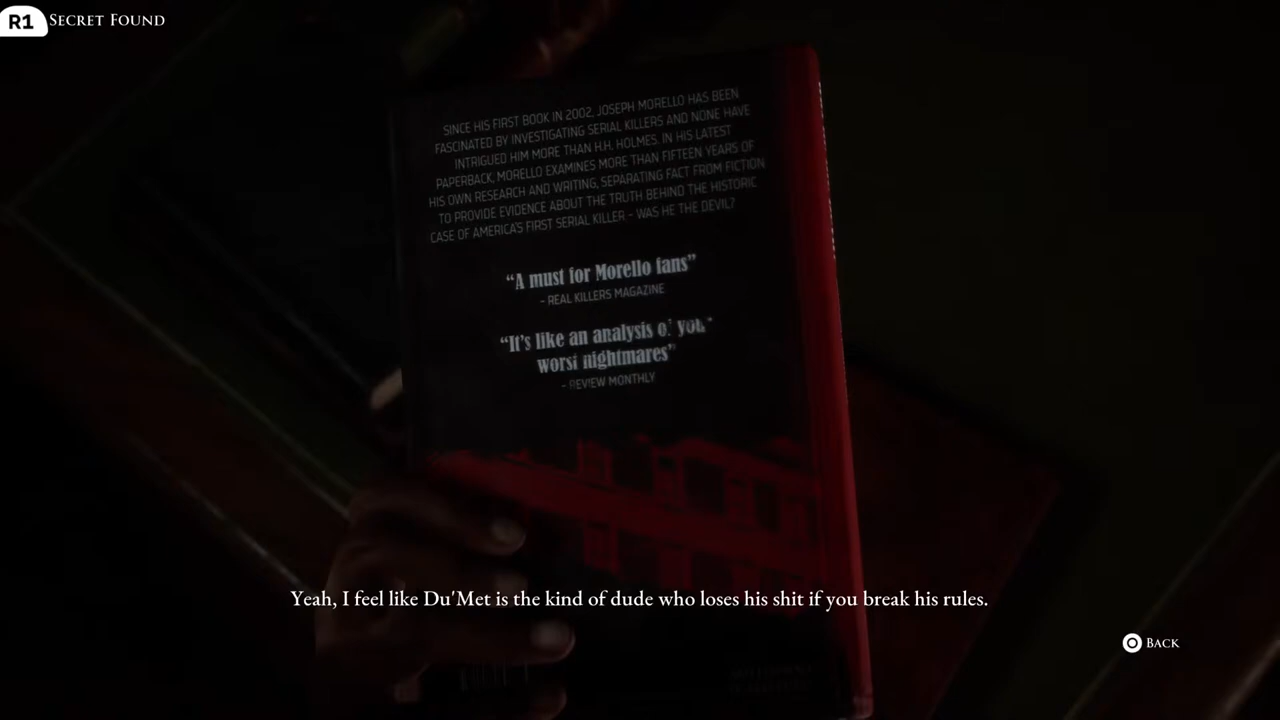 R1 SECRET FOUND
SINCE HIS FIRST BOOK IN 2002, JOSEPH MORELLO HAS BEEN
FASCINATED BY INVESTIGATING SERIAL KILLERS AND NONE HAVE
INTRIGUED HIM MORE THAN H.H. HOLMES. IN HIS LATEST
PAPERBACK, MORELLO EXAMINES MORE THAN FIFTEEN YEARS OF
HIS OWN RESEARCH AND WRITING, SEPARATING FACT FROM FICTION
TO PROVIDE EVIDENCE ABOUT THE TRUTH BEHIND THE HISTORIC
CASE OF AMERICA'S FIRST SERIAL KILLER - WAS HE THE DEVIL?
“A must for Morello fans”
- REAL KILLERS MAGAZINE
“It's like an analysis of your
worst nightmares”
- REVIEW MONTHLY
Yeah, I feel like Du'Met is the kind of dude who loses his shit if you break his rules.
BACK